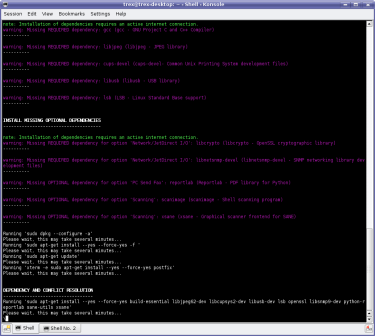 trex@trex-desktop: ~ - Shell - Konsole
Session Edit View Bookmarks Settings Help
note: Installation of dependencies requires an active internet connection.
warning: Missing REQUIRED dependency: gcc (gcc - GNU Project C and C++ Compiler)
----------
warning: Missing REQUIRED dependency: libjpeg (libjpeg - JPEG library)
----------
warning: Missing REQUIRED dependency: cups-devel (cups-devel- Common Unix Printing System development files)
----------
warning: Missing REQUIRED dependency: libusb (libusb - USB library)
----------
warning: Missing REQUIRED dependency: lsb (LSB - Linux Standard Base support)
----------
INSTALL MISSING OPTIONAL DEPENDENCIES
----------
note: Installation of dependencies requires an active internet connection.
warning: Missing REQUIRED dependency for option 'Network/JetDirect I/O': libcrypto (libcrypto - OpenSSL cryptographic library)
----------
warning: Missing REQUIRED dependency for option 'Network/JetDirect I/O': libnetsnmp-devel (libnetsnmp-devel - SNMP networking library dev
elopment files)
----------
warning: Missing OPTIONAL dependency for option 'PC Send Fax': reportlab (Reportlab - PDF library for Python)
----------
warning: Missing OPTIONAL dependency for option 'Scanning': scanimage (scanimage - Shell scanning program)
----------
warning: Missing OPTIONAL dependency for option 'Scanning': xsane (xsane - Graphical scanner frontend for SANE)
----------
Running 'sudo dpkg --configure -a'
Please wait, this may take several minutes...
Running 'sudo apt-get install --yes --force-yes -f '
Please wait, this may take several minutes...
Running 'sudo apt-get update'
Please wait, this may take several minutes...
Running 'xterm -e sudo apt-get install --yes --force-yes postfix'
Please wait, this may take several minutes...
DEPENDENCY AND CONFLICT RESOLUTION
----------
Running 'sudo apt-get install --yes --force-yes build-essential libjpeg62-dev libcupsys2-dev libusb-dev lsb openssl libsnmp9-dev python-r
eportlab sane-utils xsane'
Please wait, this may take several minutes...
Shell Shell No. 2